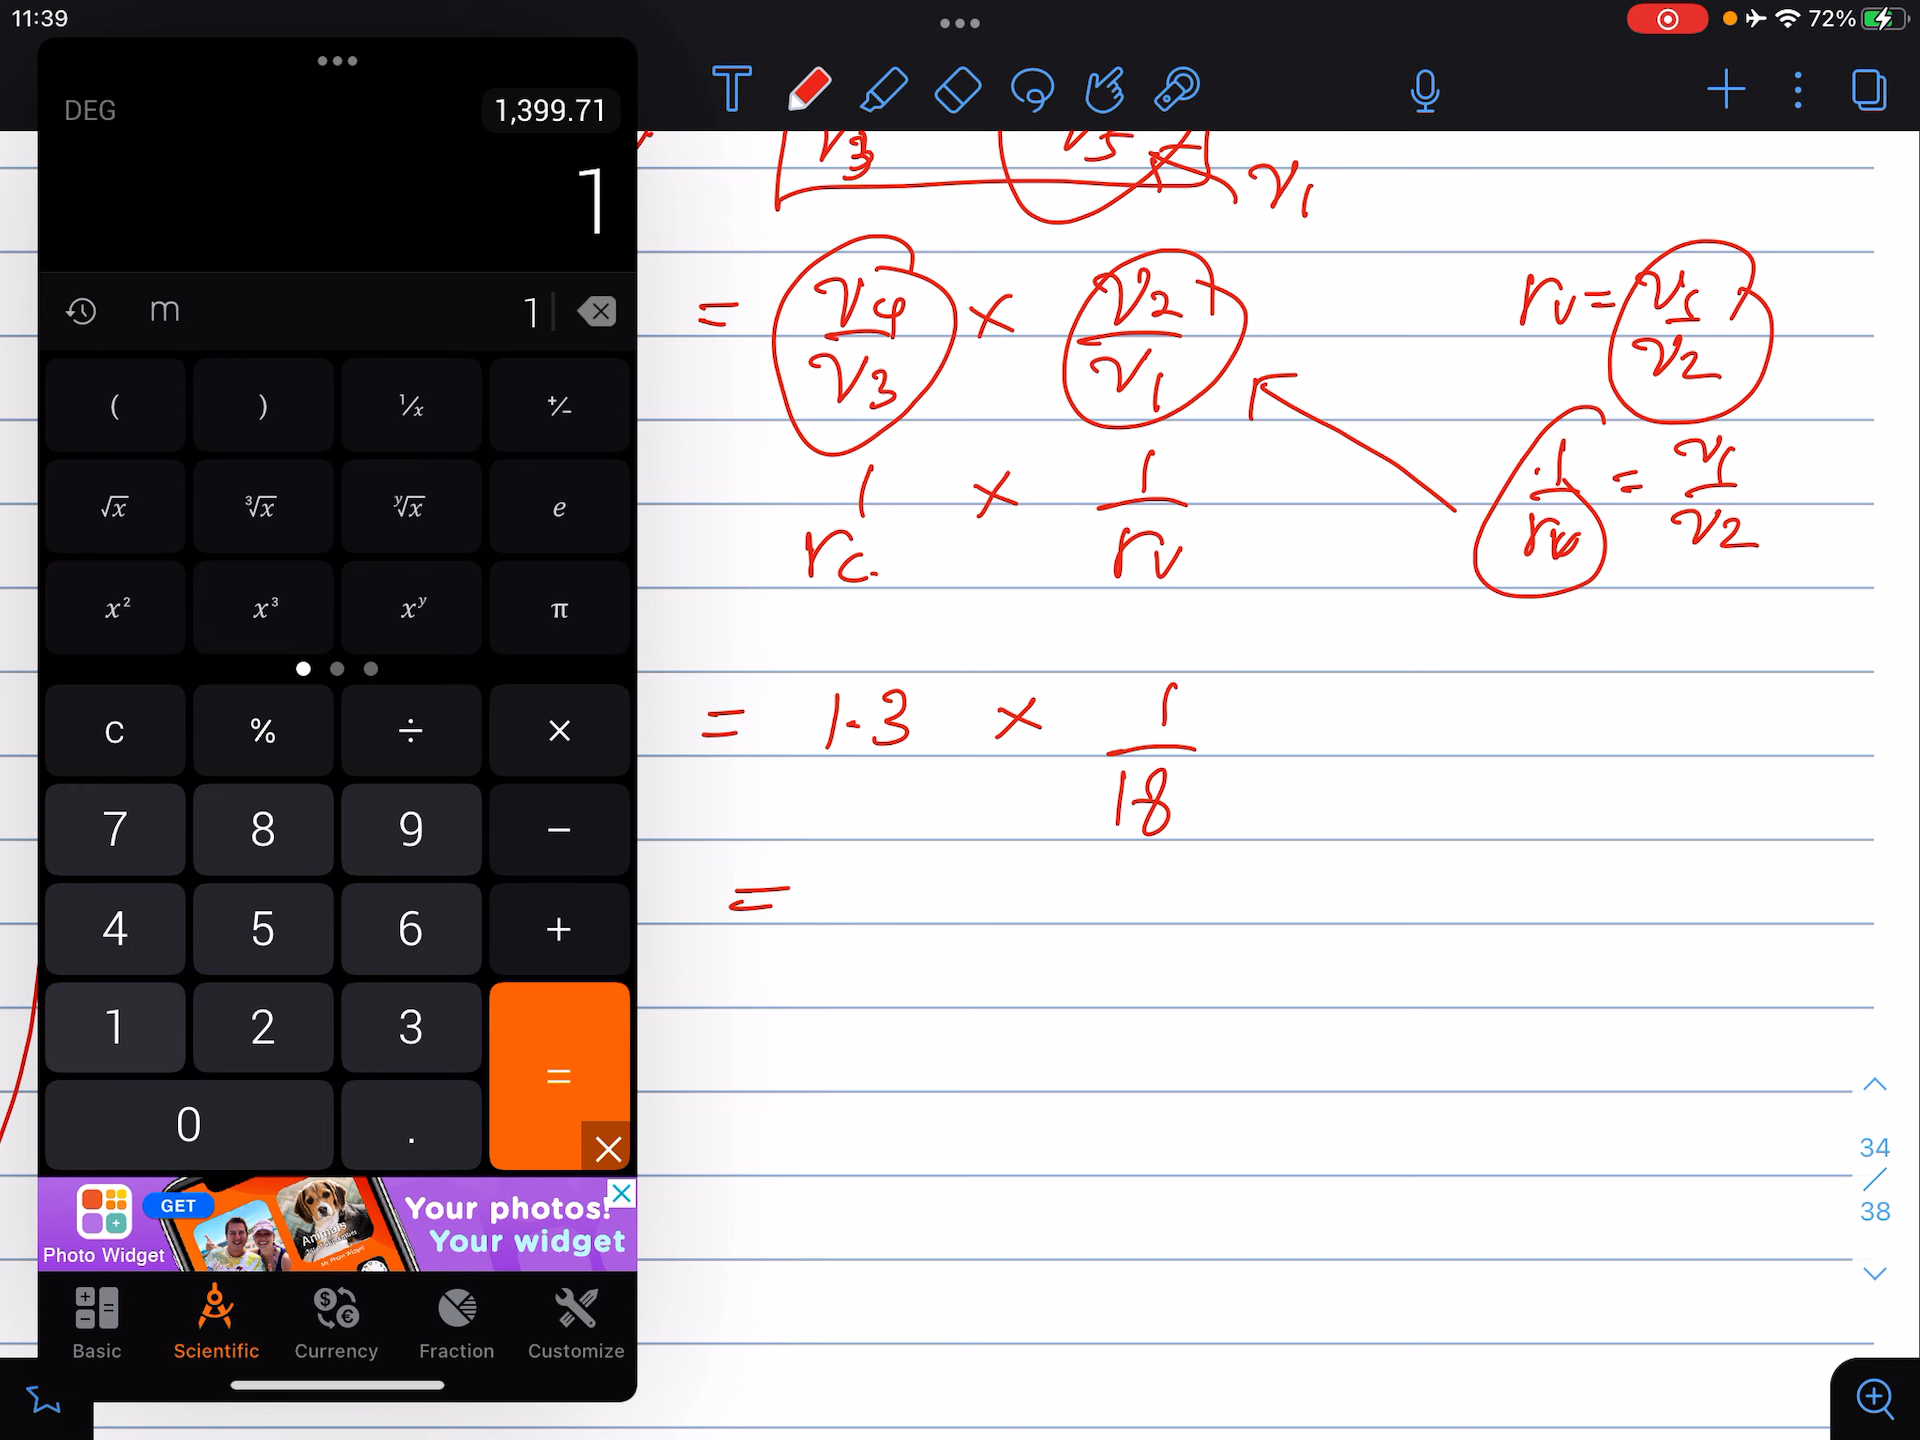 11:39
72%
DEG
1,399.71
1
m 1
( ) ¹/x +/-
√x ³√x ʸ√x e
x² x³ xʸ π
c % ÷ ×
7 8 9 −
4 5 6 +
1 2 3 =
0 .
GET
Photo Widget
Animals
Your photos!
Your widget
Basic Scientific Currency Fraction Customize
T
v3 v5
v1
= v4/v3 × v2/v1
rv = v1/v2
1/rv = v1/v2
1 × 1/rv
rc.
= 1.3 × 1/18
=
34
/
38